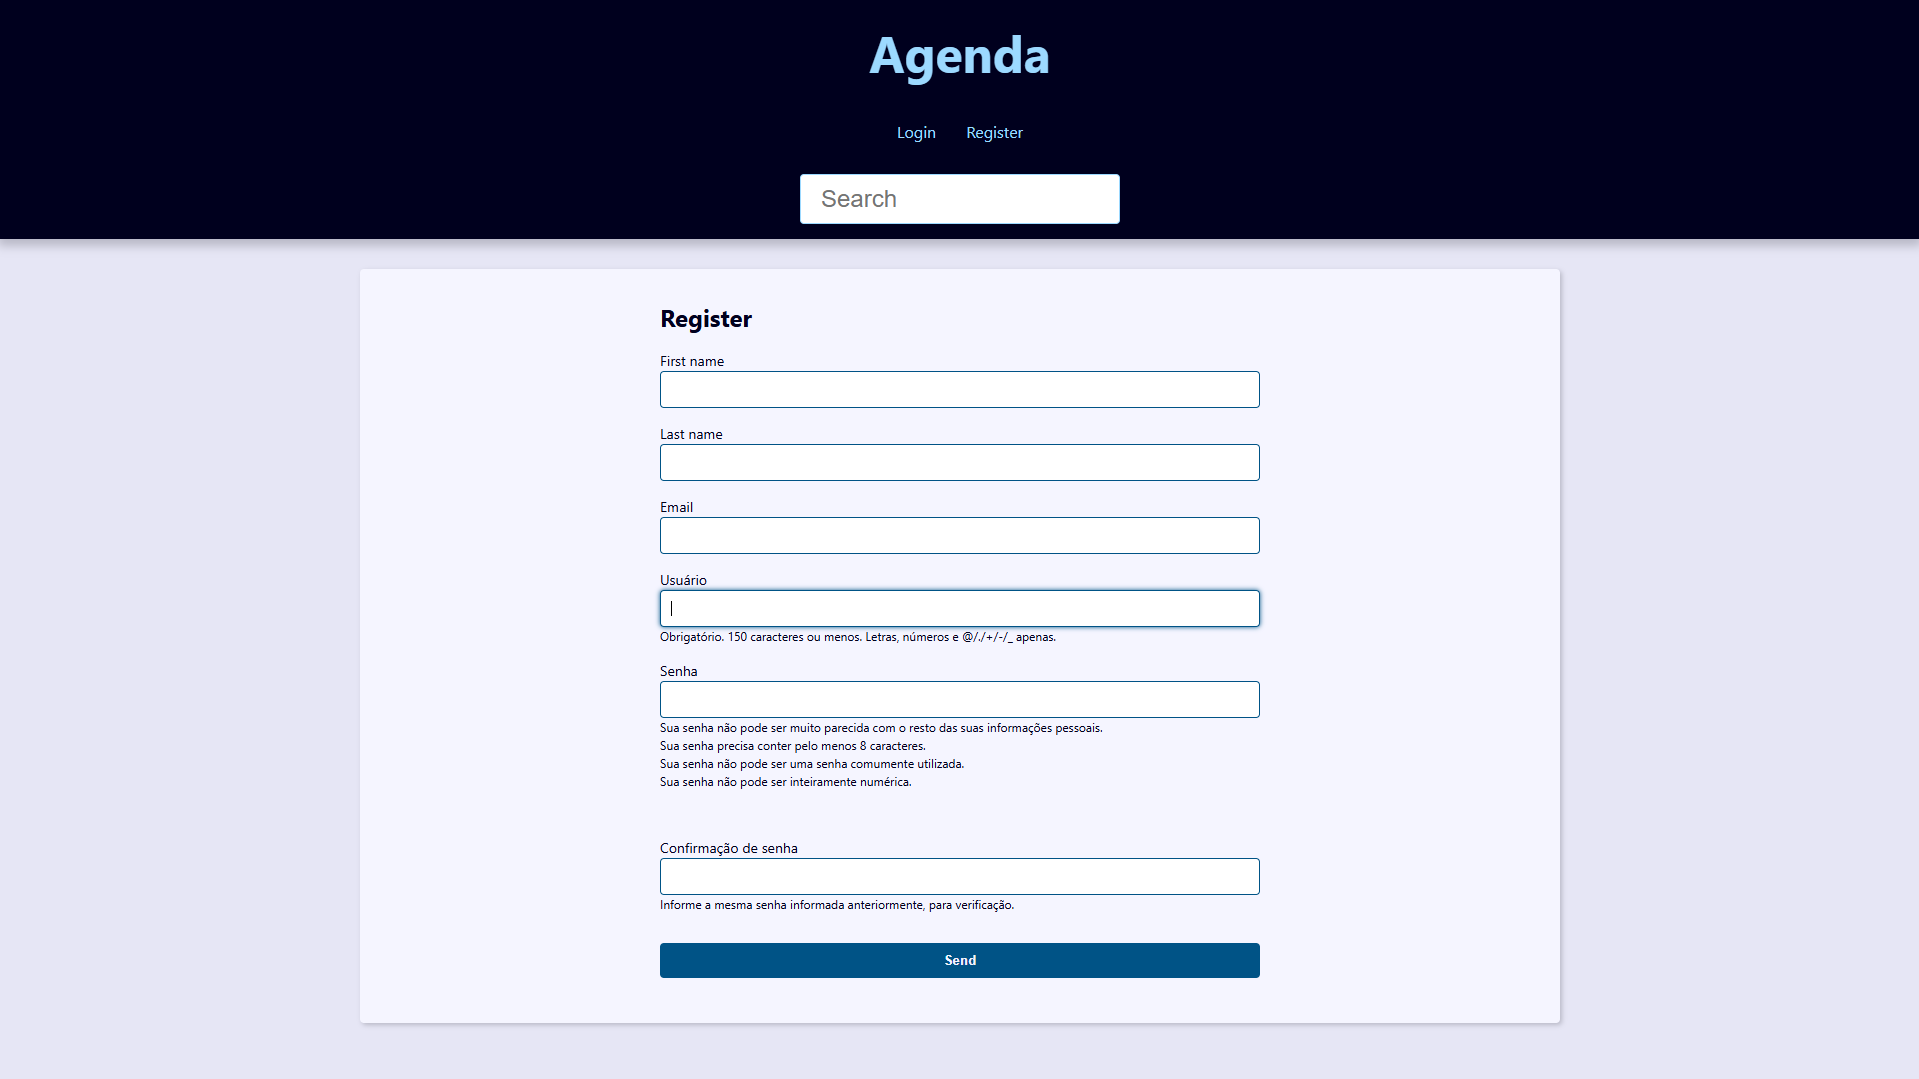 Agenda
Login Register
Search
Register
First name
Last name
Email
Usuário
Obrigatório. 150 caracteres ou menos. Letras, números e @/./+/-/_ apenas.
Senha
Sua senha não pode ser muito parecida com o resto das suas informações pessoais.
Sua senha precisa conter pelo menos 8 caracteres.
Sua senha não pode ser uma senha comumente utilizada.
Sua senha não pode ser inteiramente numérica.
Confirmação de senha
Informe a mesma senha informada anteriormente, para verificação.
Send